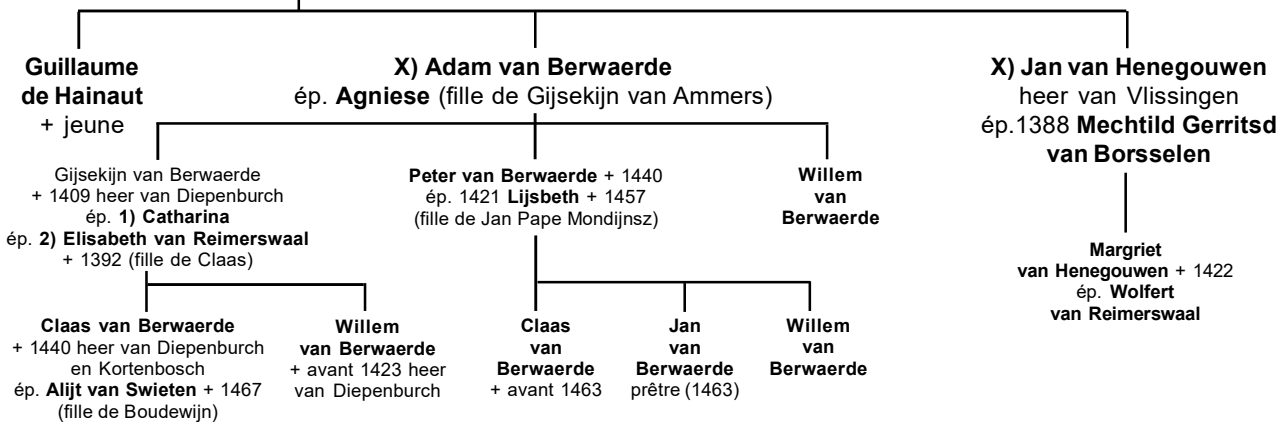 Guillaume
de Hainaut
+ jeune
X) Adam van Berwaerde
ép. Agniese (fille de Gijsekijn van Ammers)
X) Jan van Henegouwen
heer van Vlissingen
ép.1388 Mechtild Gerritsd
van Borsselen
Gijsekijn van Berwaerde
+ 1409 heer van Diepenburch
ép. 1) Catharina
ép. 2) Elisabeth van Reimerswaal
+ 1392 (fille de Claas)
Peter van Berwaerde + 1440
ép. 1421 Lijsbeth + 1457
(fille de Jan Pape Mondijnsz)
Willem
van
Berwaerde
Margriet
van Henegouwen + 1422
ép. Wolfert
van Reimerswaal
Claas van Berwaerde
+ 1440 heer van Diepenburch
en Kortenbosch
ép. Alijt van Swieten + 1467
(fille de Boudewijn)
Willem
van Berwaerde
+ avant 1423 heer
van Diepenburch
Claas
van
Berwaerde
+ avant 1463
Jan
van
Berwaerde
prêtre (1463)
Willem
van
Berwaerde